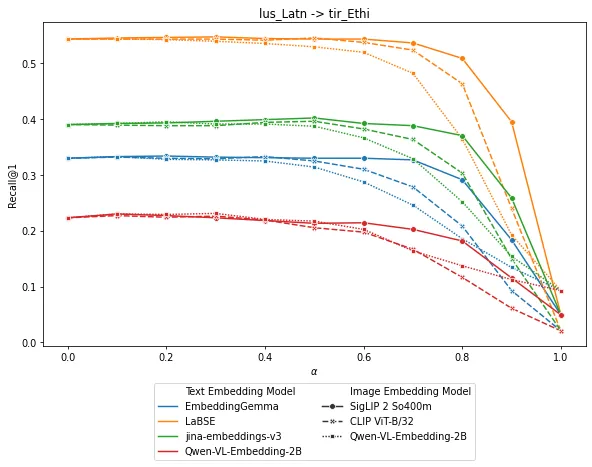 lus_Latn -> tir_Ethi
Recall@1
0.5
0.4
0.3
0.2
0.1
0.0
0.0 0.2 0.4 0.6 0.8 1.0
α
Text Embedding Model Image Embedding Model
EmbeddingGemma SigLIP 2 So400m
LaBSE CLIP ViT-B/32
jina-embeddings-v3 Qwen-VL-Embedding-2B
Qwen-VL-Embedding-2B